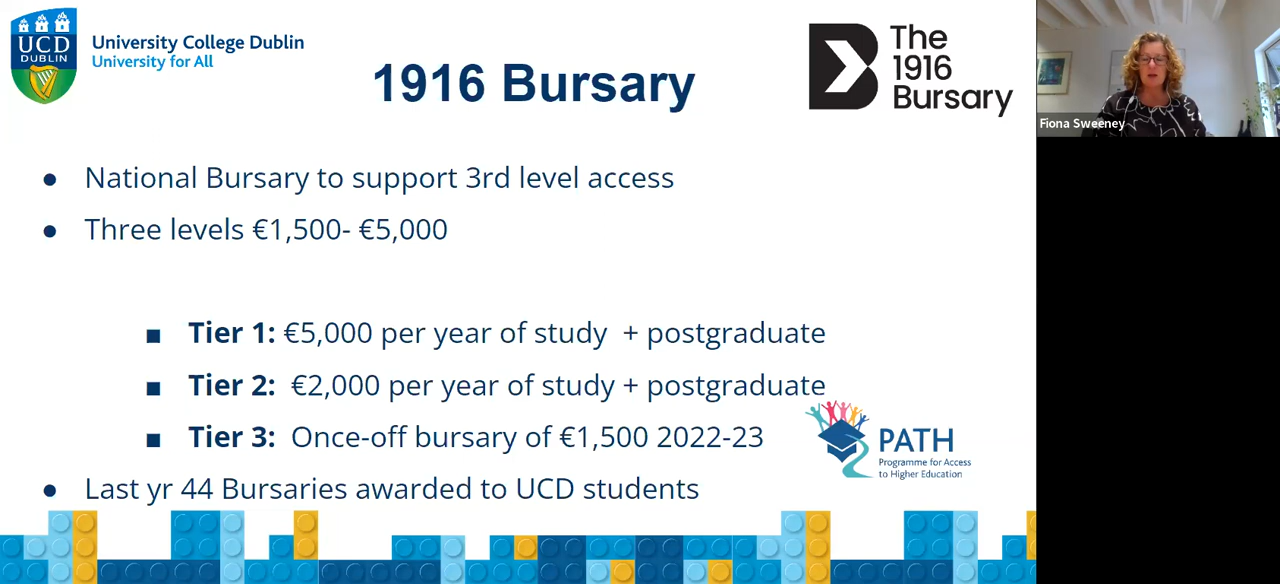 UCD
DUBLIN
University College Dublin
University for All
1916 Bursary
The
1916
Bursary
Fiona Sweeney
● National Bursary to support 3rd level access
● Three levels €1,500- €5,000
■ Tier 1: €5,000 per year of study + postgraduate
■ Tier 2: €2,000 per year of study + postgraduate
■ Tier 3: Once-off bursary of €1,500 2022-23
PATH
Programme for Access
to Higher Education
● Last yr 44 Bursaries awarded to UCD students